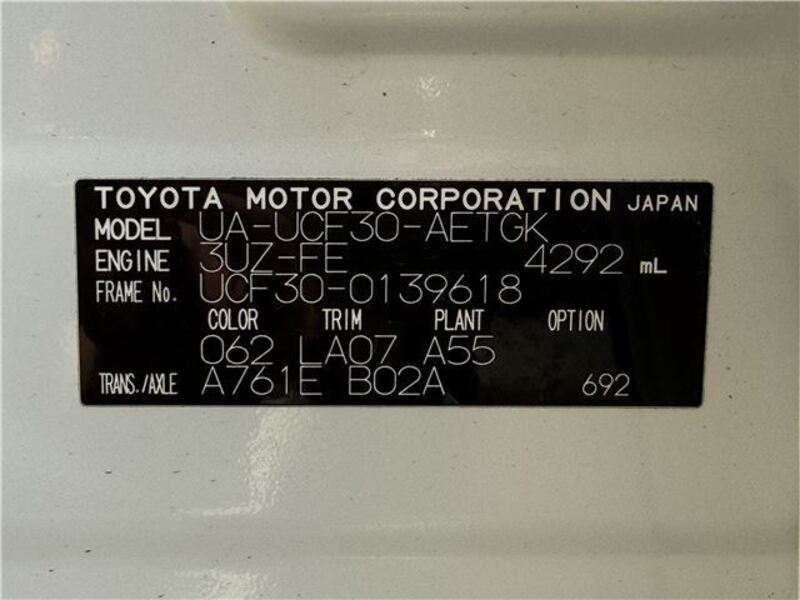 TOYOTA MOTOR CORPORATION JAPAN
MODEL UA-UCF30-AETGK
ENGINE 3UZ-FE 4292 mL
FRAME No. UCF30-0139618
COLOR TRIM PLANT OPTION
062 LA07 A55
TRANS./AXLE A761E B02A 692